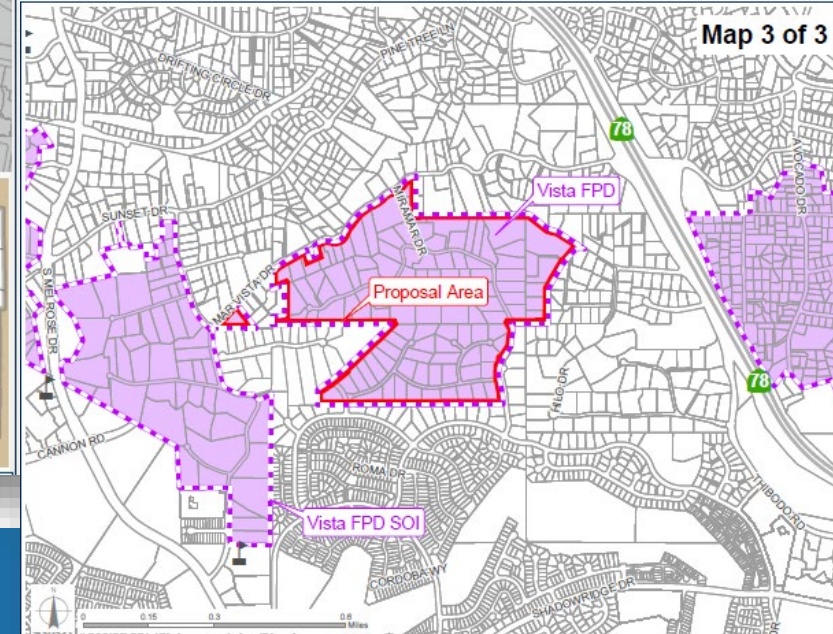 Map 3 of 3
PINE TREE LN
DRIFTING CIRCLE DR
78
AVOCADO DR
Vista FPD
MIRAMAR DR
SUNSET DR
MAR VISTA DR
Proposal Area
S MELROSE DR
78
HILO DR
CANNON RD
ROMA DR
THIBODO RD
Vista FPD SOI
CORDOBA WY
SHADOWRIDGE DR
N
0 0.15 0.3 0.6
Miles
DR